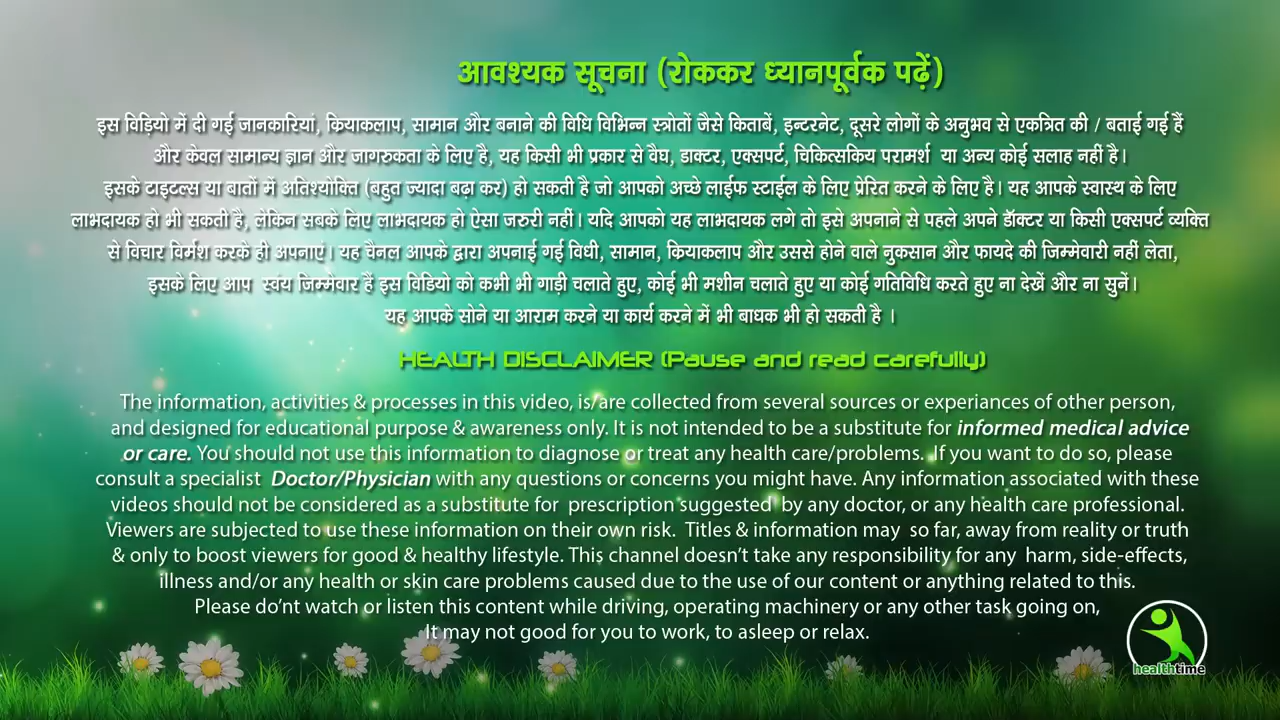 आवश्यक सूचना (रोककर ध्यानपूर्वक पढ़ें)
इस विड़ियो में दी गई जानकारियां, कियाकलाप, सामान और बनाने की विधि विभिन्न स्त्रोतों जैसे किताबें, इन्टरनेट, दूसरे लोगों के अनुभव से एकत्रित की / बताई गई हैं
और केवल सामान्य ज्ञान और जागरुकता के लिए है, यह किसी भी प्रकार से वैघ, डाक्टर, एक्सपर्ट, चिकित्सकिय परामर्श या अन्य कोई सलाह नहीं है।
इसके टाइटल्स या बातों में अतिश्योक्ति (बहुत ज्यादा बढ़ा कर) हो सकती है जो आपको अच्छे लाईफ स्टाईल के लिए प्रेरित करने के लिए है। यह आपके स्वास्थ के लिए
लाभदायक हो भी सकती है, लेकिन सबके लिए लाभदायक हो ऐसा जरुरी नहीं। यदि आपको यह लाभदायक लगे तो इसे अपनाने से पहले अपने डॉक्टर या किसी एक्सपर्ट व्यक्ति
से विचार विर्मश करके ही अपनाएं। यह चैनल आपके द्वारा अपनाई गई विधी, सामान, कियाकलाप और उससे होने वाले नुकसान और फायदे की जिम्मेवारी नहीं लेता,
इसके लिए आप स्वंय जिम्मेवार हैं इस विडियो को कभी भी गाड़ी चलाते हुए, कोई भी मशीन चलाते हुए या कोई गतिविधि करते हुए ना देखें और ना सुनें।
यह आपके सोने या आराम करने या कार्य करने में भी बाधक भी हो सकती है ।
HEALTH DISCLAIMER (Pause and read carefully)
The information, activities & processes in this video, is/are collected from several sources or experiances of other person,
and designed for educational purpose & awareness only. It is not intended to be a substitute for informed medical advice
or care. You should not use this information to diagnose or treat any health care/problems. If you want to do so, please
consult a specialist Doctor/Physician with any questions or concerns you might have. Any information associated with these
videos should not be considered as a substitute for prescription suggested by any doctor, or any health care professional.
Viewers are subjected to use these information on their own risk. Titles & information may so far, away from reality or truth
& only to boost viewers for good & healthy lifestyle. This channel doesn't take any responsibility for any harm, side-effects,
illness and/or any health or skin care problems caused due to the use of our content or anything related to this.
Please do'nt watch or listen this content while driving, operating machinery or any other task going on,
It may not good for you to work, to asleep or relax.
healthtime